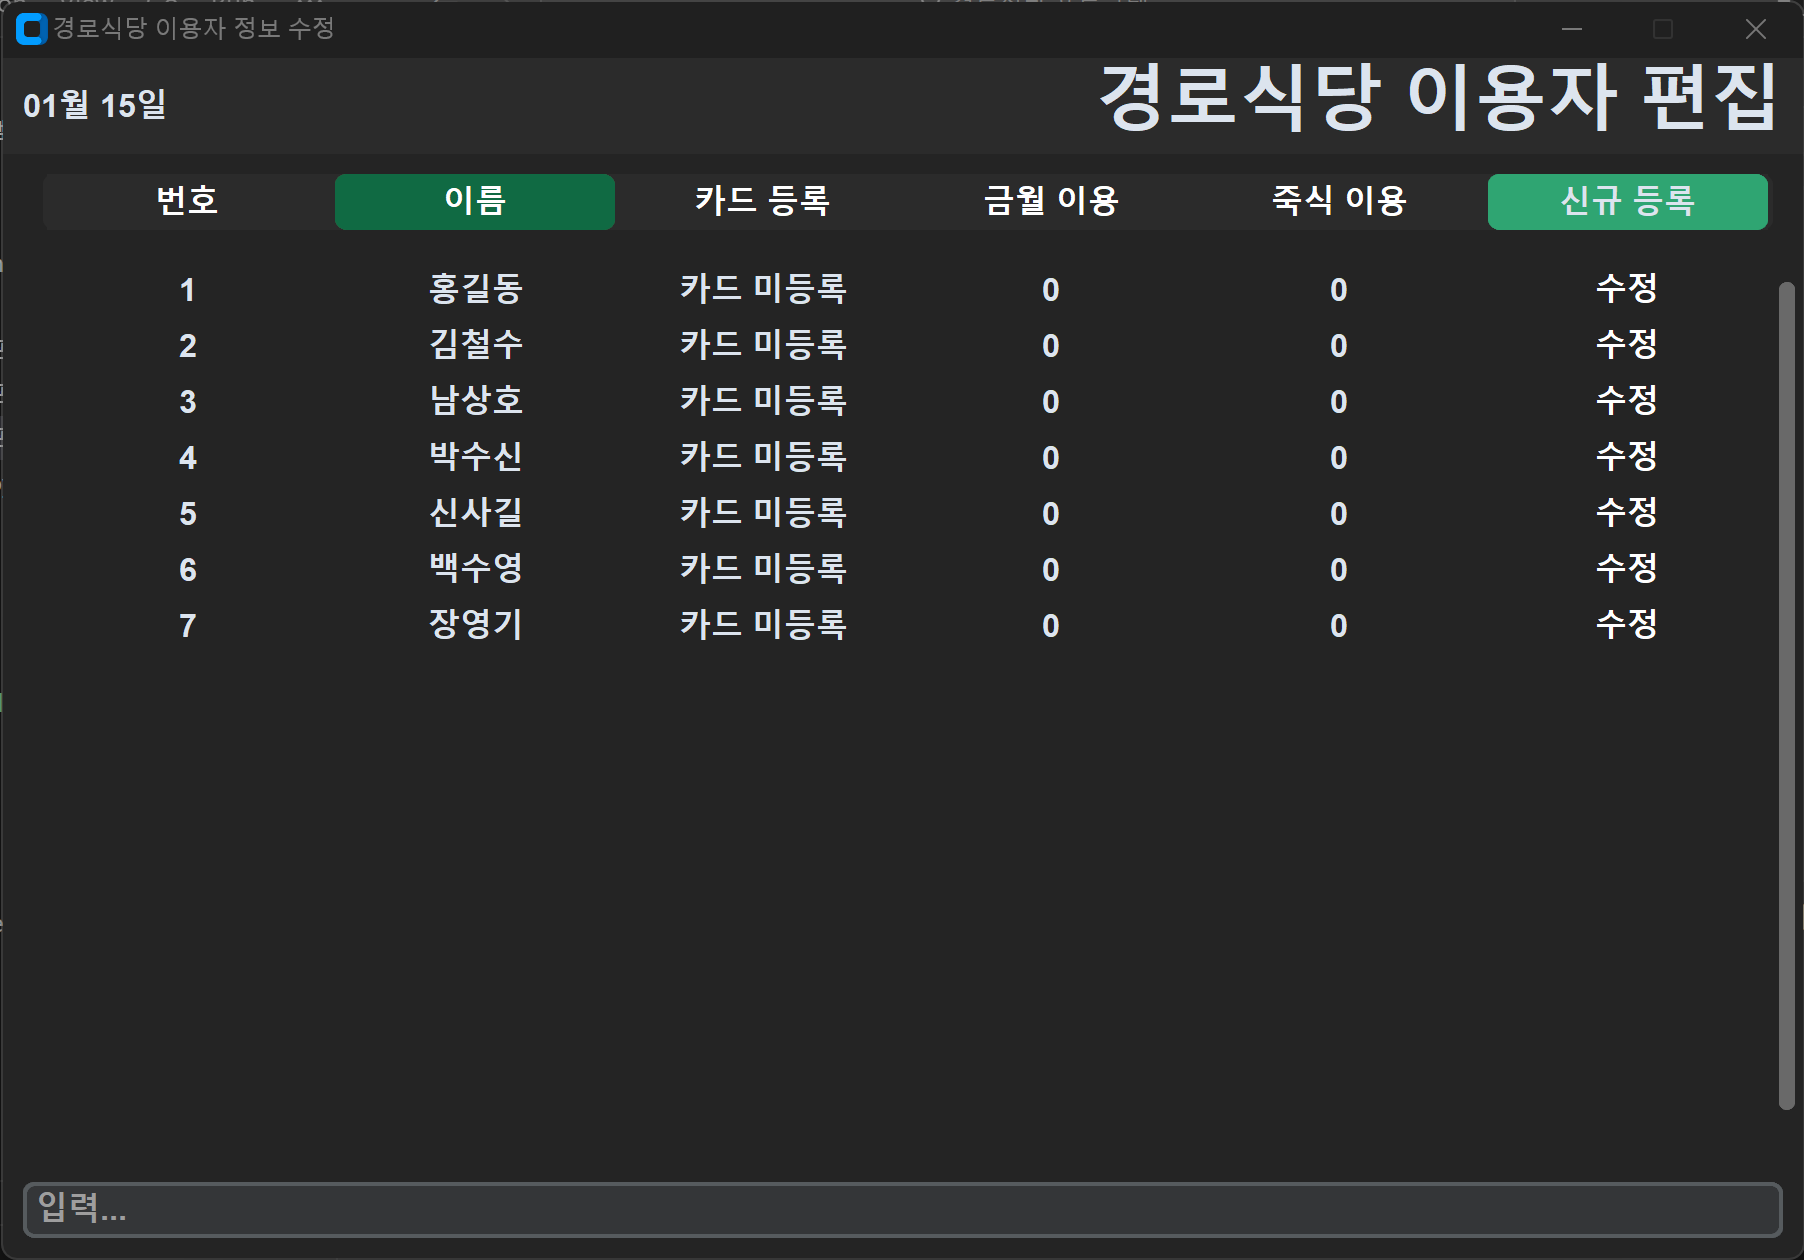 경로식당 이용자 정보 수정
01월 15일 경로식당 이용자 편집
번호 이름 카드 등록 금월 이용 죽식 이용 신규 등록
1 홍길동 카드 미등록 0 0 수정
2 김철수 카드 미등록 0 0 수정
3 남상호 카드 미등록 0 0 수정
4 박수신 카드 미등록 0 0 수정
5 신사길 카드 미등록 0 0 수정
6 백수영 카드 미등록 0 0 수정
7 장영기 카드 미등록 0 0 수정
입력...